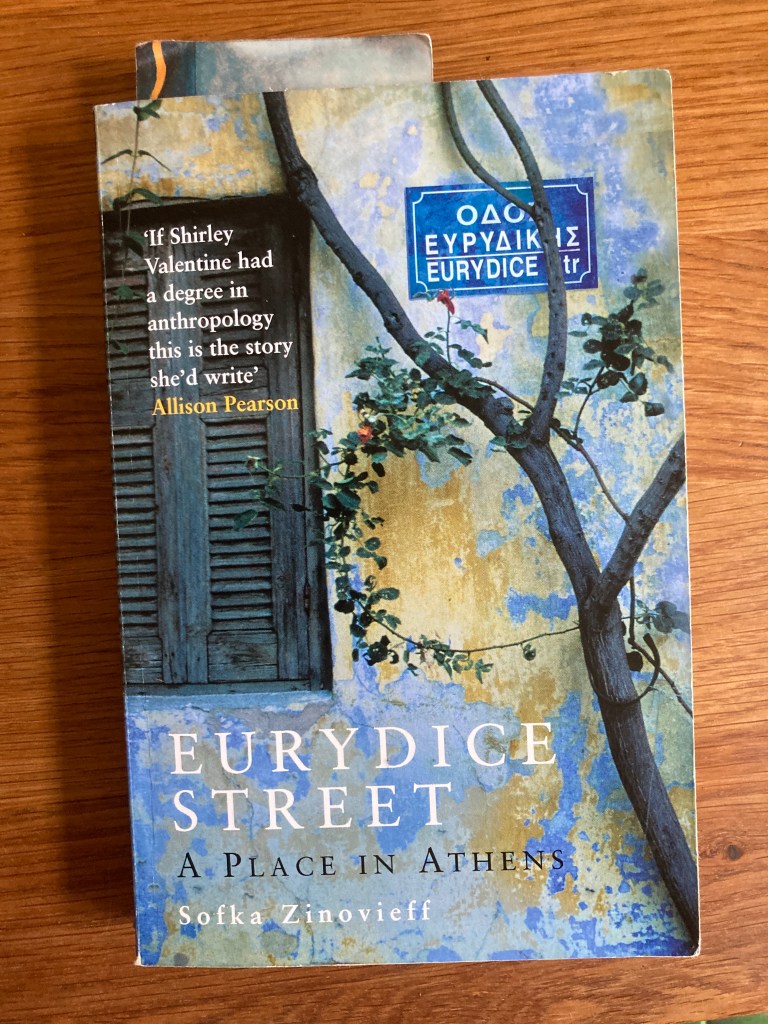 'If Shirley
Valentine had
a degree in
anthropology
this is the story
she'd write'
Allison Pearson
ΟΔΟΣ
ΕΥΡΥΔΙΚΗΣ
EURYDICE Str
EURYDICE
STREET
A PLACE IN ATHENS
Sofka Zinovieff